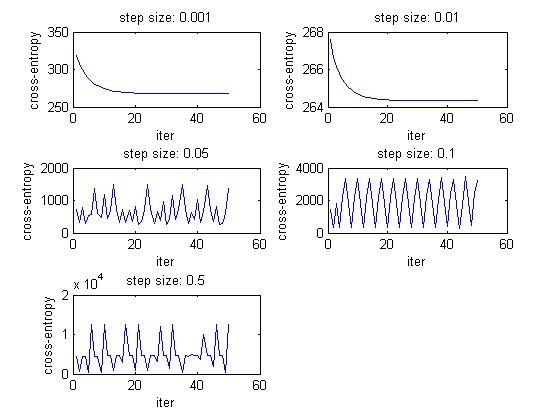 step size: 0.001
cross-entropy
350
300
250
0 20 40 60
iter
step size: 0.01
cross-entropy
268
266
264
0 20 40 60
iter
step size: 0.05
cross-entropy
2000
1000
0
0 20 40 60
iter
step size: 0.1
cross-entropy
4000
2000
0
0 20 40 60
iter
x 10^4 step size: 0.5
cross-entropy
2
1
0
0 20 40 60
iter